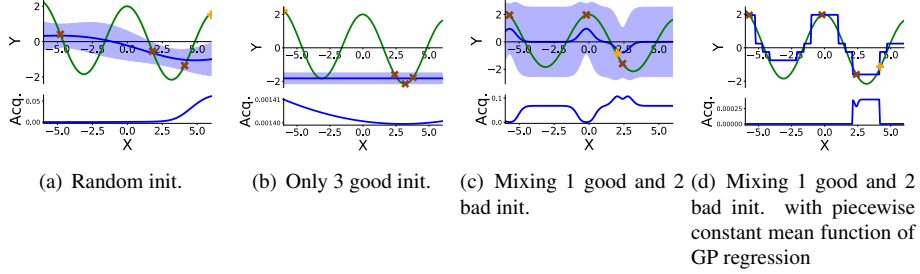 2
Y
0
−2
−5.0 −2.5 0.0 2.5 5.0
0.05
Acq.
0.00
−5.0 −2.5 0.0 2.5 5.0
X
(a) Random init.
2
Y
0
−2
−5.0 −2.5 0.0 2.5 5.0
0.00141
Acq.
0.00140
−5.0 −2.5 0.0 2.5 5.0
X
(b) Only 3 good init.
2
Y
0
−2
−5.0 −2.5 0.0 2.5 5.0
0.1
Acq.
0.0
−5.0 −2.5 0.0 2.5 5.0
X
(c) Mixing 1 good and 2
bad init.
2
Y
0
−2
−5.0 −2.5 0.0 2.5 5.0
0.00025
Acq.
0.00000
−5.0 −2.5 0.0 2.5 5.0
X
(d) Mixing 1 good and 2
bad init. with piecewise
constant mean function of
GP regression